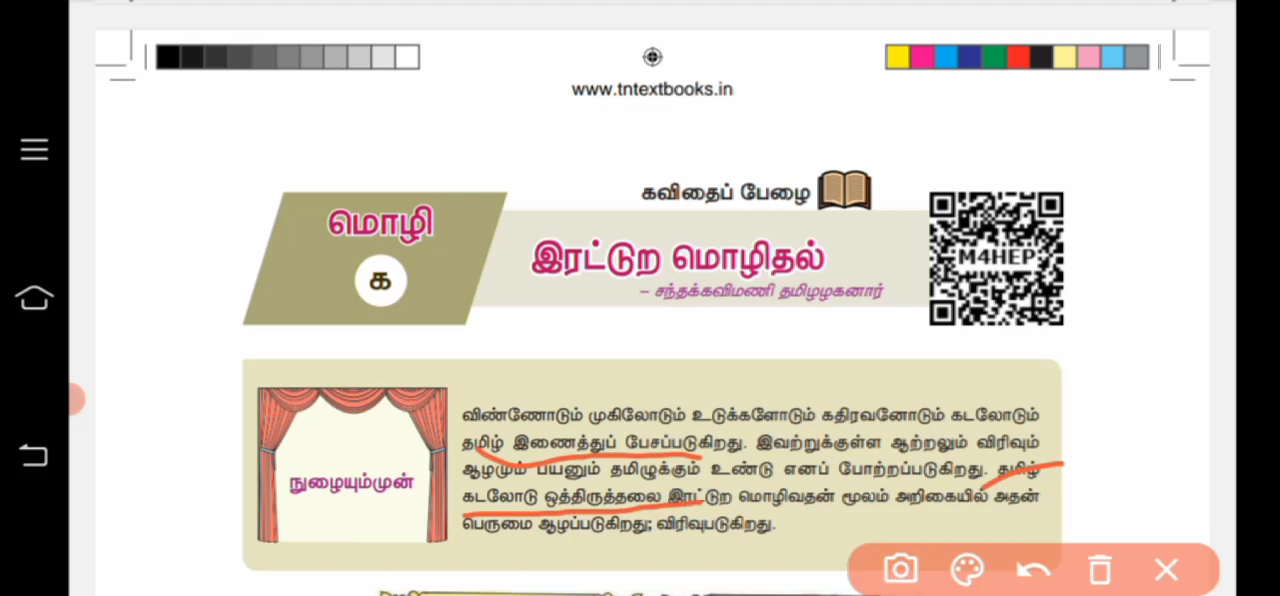 www.tntextbooks.in
கவிதைப் பேழை
மொழி
க
இரட்டுற மொழிதல்
– சந்தக்கவிமணி தமிழழகனார்
M4HEP
நுழையும்முன்
விண்ணோடும் முகிலோடும் உடுக்களோடும் கதிரவனோடும் கடலோடும்
தமிழ் இணைத்துப் பேசப்படுகிறது. இவற்றுக்குள்ள ஆற்றலும் விரிவும்
ஆழமும் பயனும் தமிழுக்கும் உண்டு எனப் போற்றப்படுகிறது. தமிழ்
கடலோடு ஒத்திருத்தலை இரட்டுற மொழிவதன் மூலம் அறிகையில் அதன்
பெருமை ஆழப்படுகிறது; விரிவுபடுகிறது.